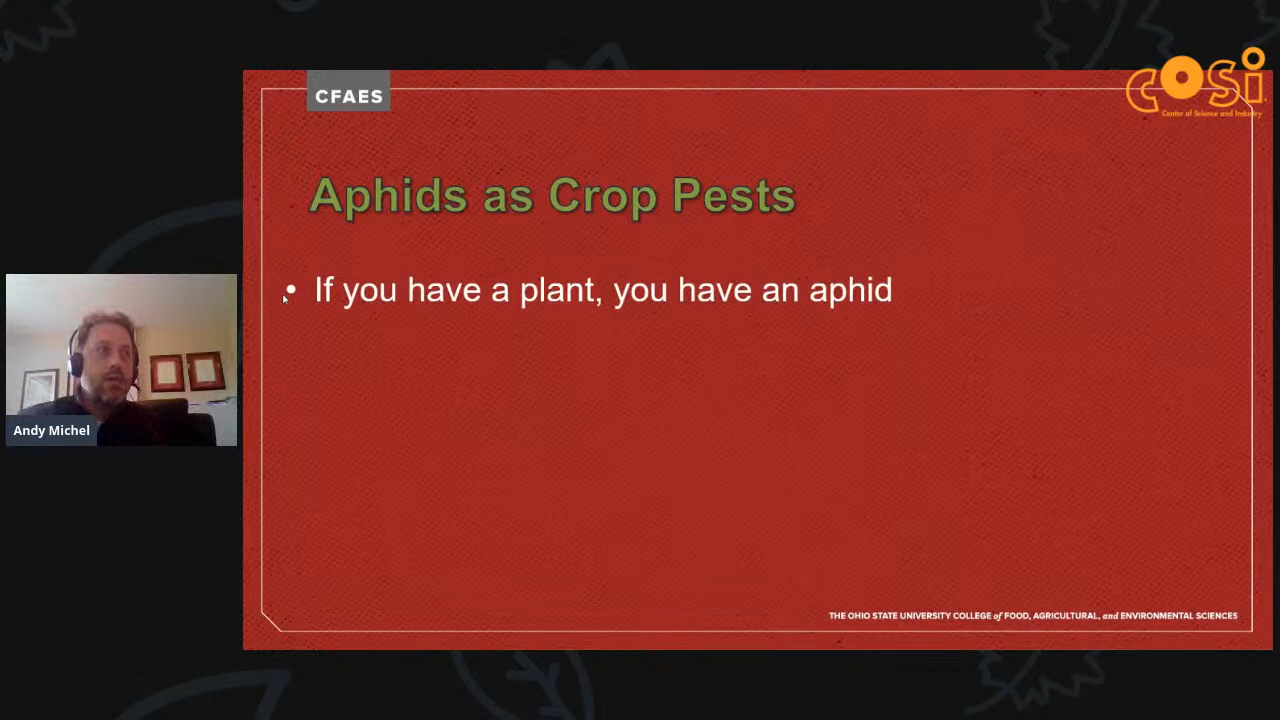 CFAES
COSI
Center of Science and Industry
Aphids as Crop Pests
• If you have a plant, you have an aphid
Andy Michel
THE OHIO STATE UNIVERSITY COLLEGE of FOOD, AGRICULTURAL, and ENVIRONMENTAL SCIENCES